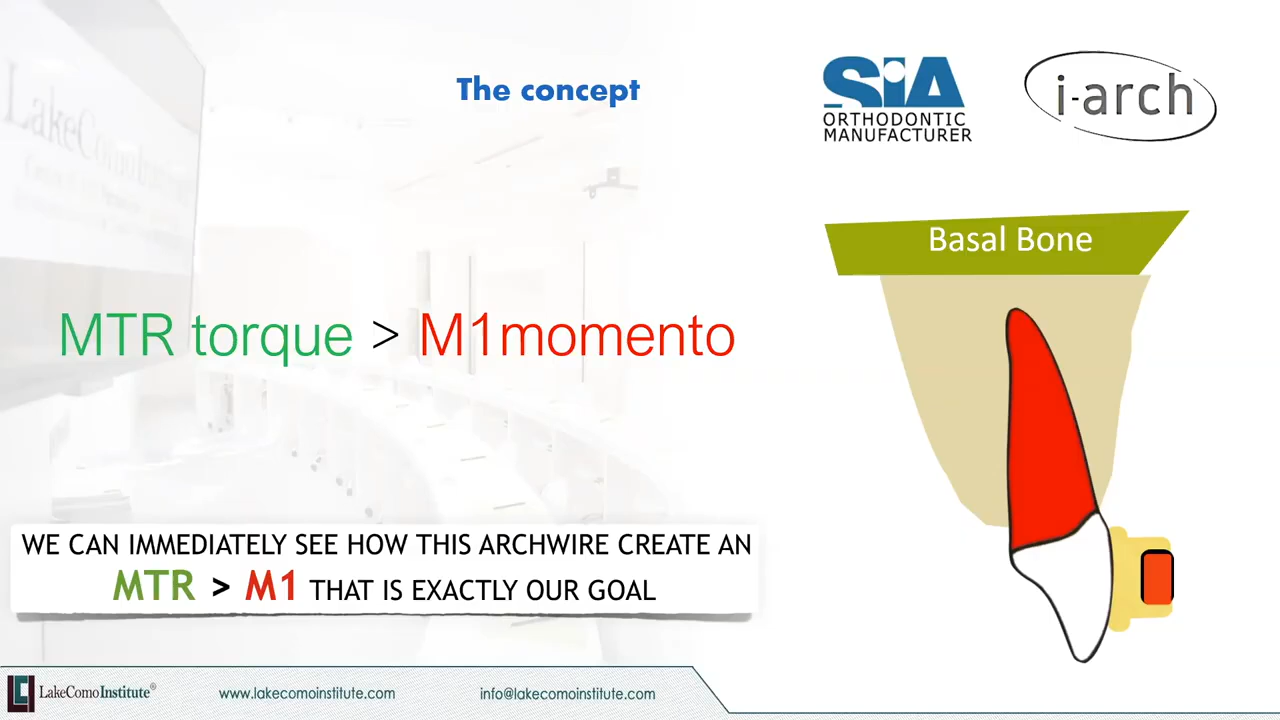 The concept
SiA
ORTHODONTIC
MANUFACTURER
i-arch
Basal Bone
MTR torque > M1momento
WE CAN IMMEDIATELY SEE HOW THIS ARCHWIRE CREATE AN
MTR > M1 THAT IS EXACTLY OUR GOAL
LakeComoInstitute®
www.lakecomoinstitute.com
info@lakecomoinstitute.com